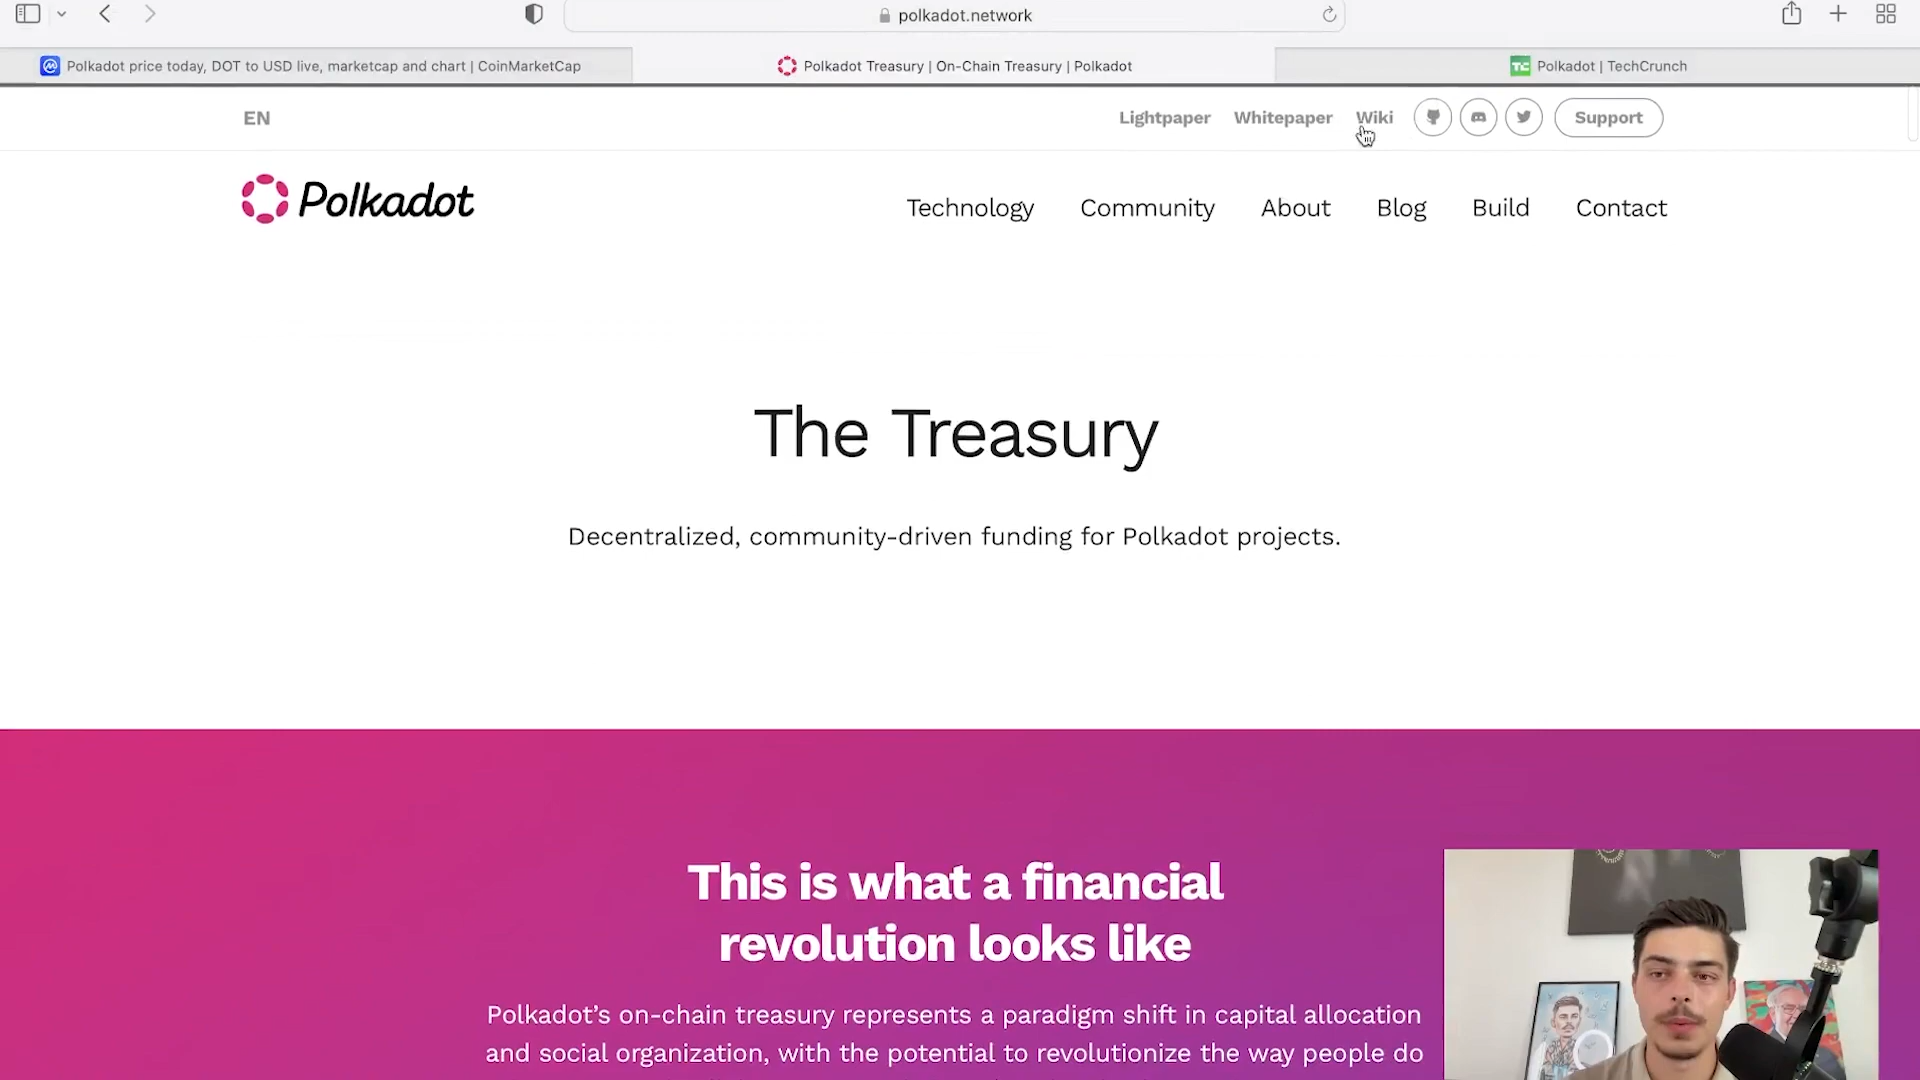 polkadot.network
Polkadot price today, DOT to USD live, marketcap and chart | CoinMarketCap
Polkadot Treasury | On-Chain Treasury | Polkadot
TC Polkadot | TechCrunch
EN
Lightpaper Whitepaper Wiki Support
Polkadot
Technology Community About Blog Build Contact
The Treasury
Decentralized, community-driven funding for Polkadot projects.
This is what a financial
revolution looks like
Polkadot’s on-chain treasury represents a paradigm shift in capital allocation
and social organization, with the potential to revolutionize the way people do